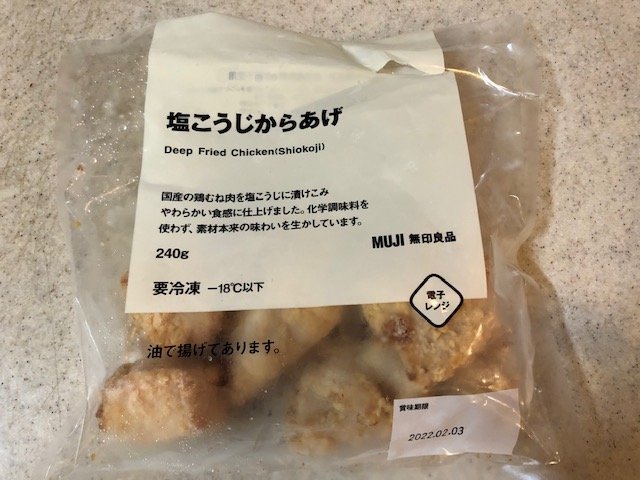 塩こうじからあげ
Deep Fried Chicken(Shiokoji)
国産の鶏むね肉を塩こうじに漬けこみ
やわらかい食感に仕上げました。化学調味料を
使わず、素材本来の味わいを生かしています。
240g
MUJI 無印良品
要冷凍 −18℃以下
電子
レンジ
油で揚げてあります。
賞味期限
2022.02.03